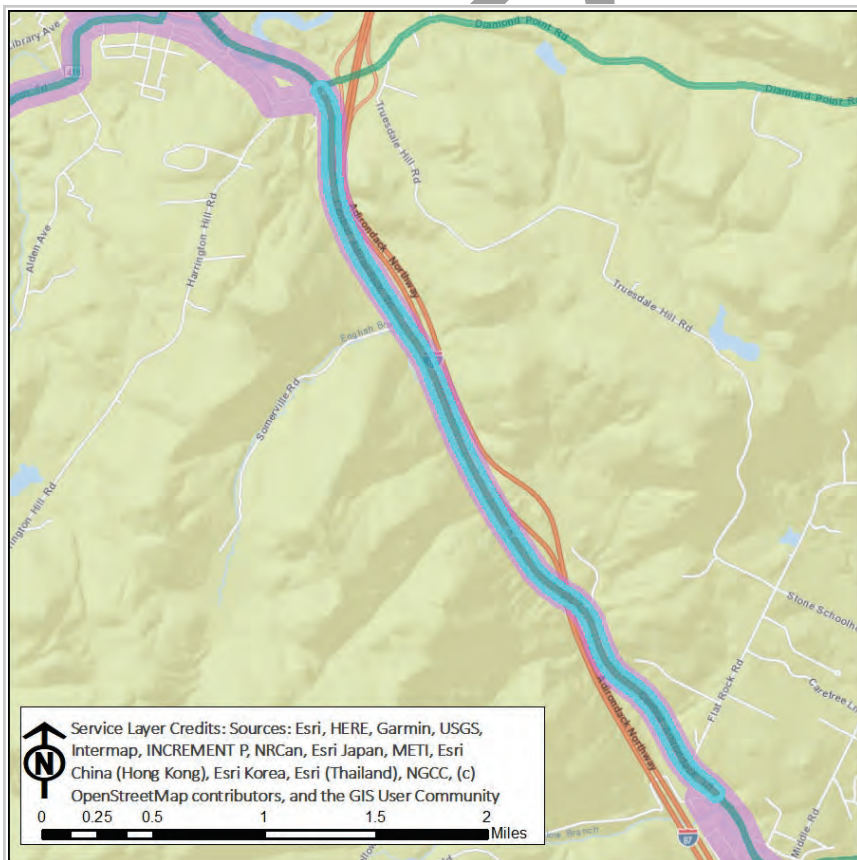 Library Ave
Diamond Point Rd
418
Diamond Point Rd
Truesdale Hill Rd
Alden Ave
Harrington Hill Rd
Adirondack Northway
Truesdale Hill Rd
English Br
Somerville Rd
rington Hill Rd
Stone Schoolho
Flat Rock Rd
Caretree Ln
Adirondack Northway
Middle Rd
87
Branch
Service Layer Credits: Sources: Esri, HERE, Garmin, USGS,
Intermap, INCREMENT P, NRCan, Esri Japan, METI, Esri
China (Hong Kong), Esri Korea, Esri (Thailand), NGCC, (c)
OpenStreetMap contributors, and the GIS User Community
N
0 0.25 0.5 1 1.5 2
Miles